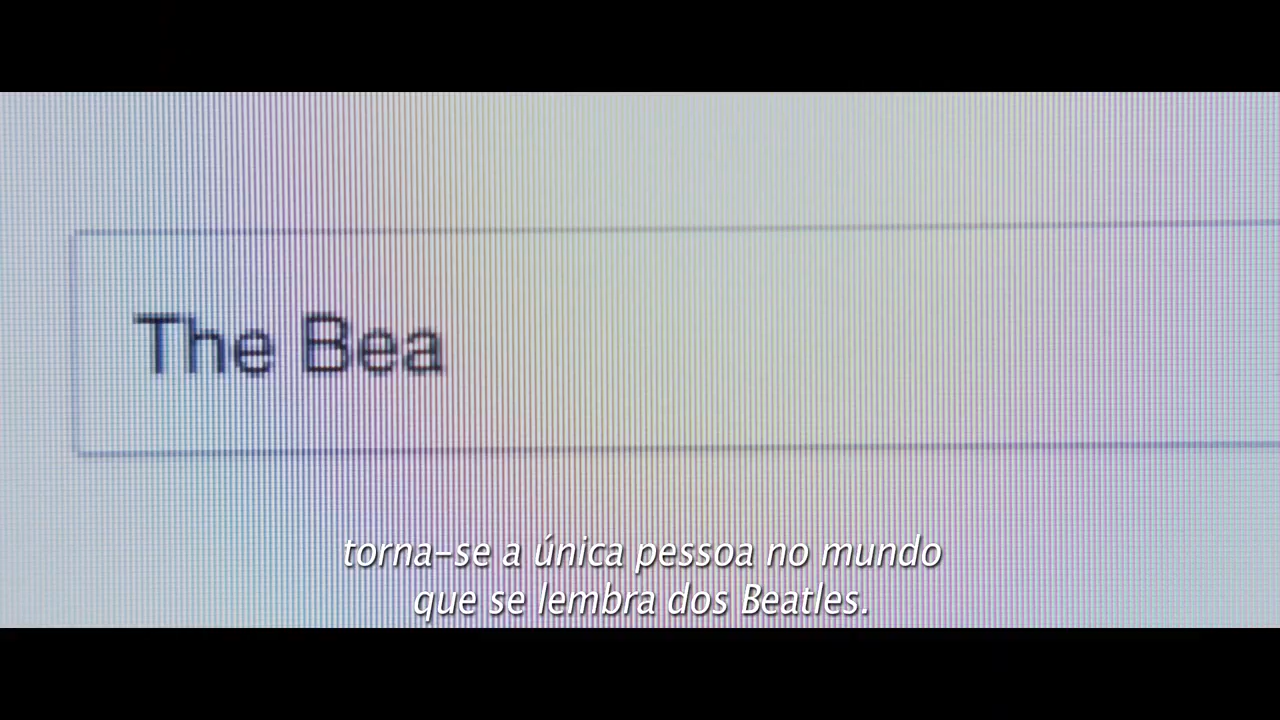 The Bea
torna-se a única pessoa no mundo
que se lembra dos Beatles.